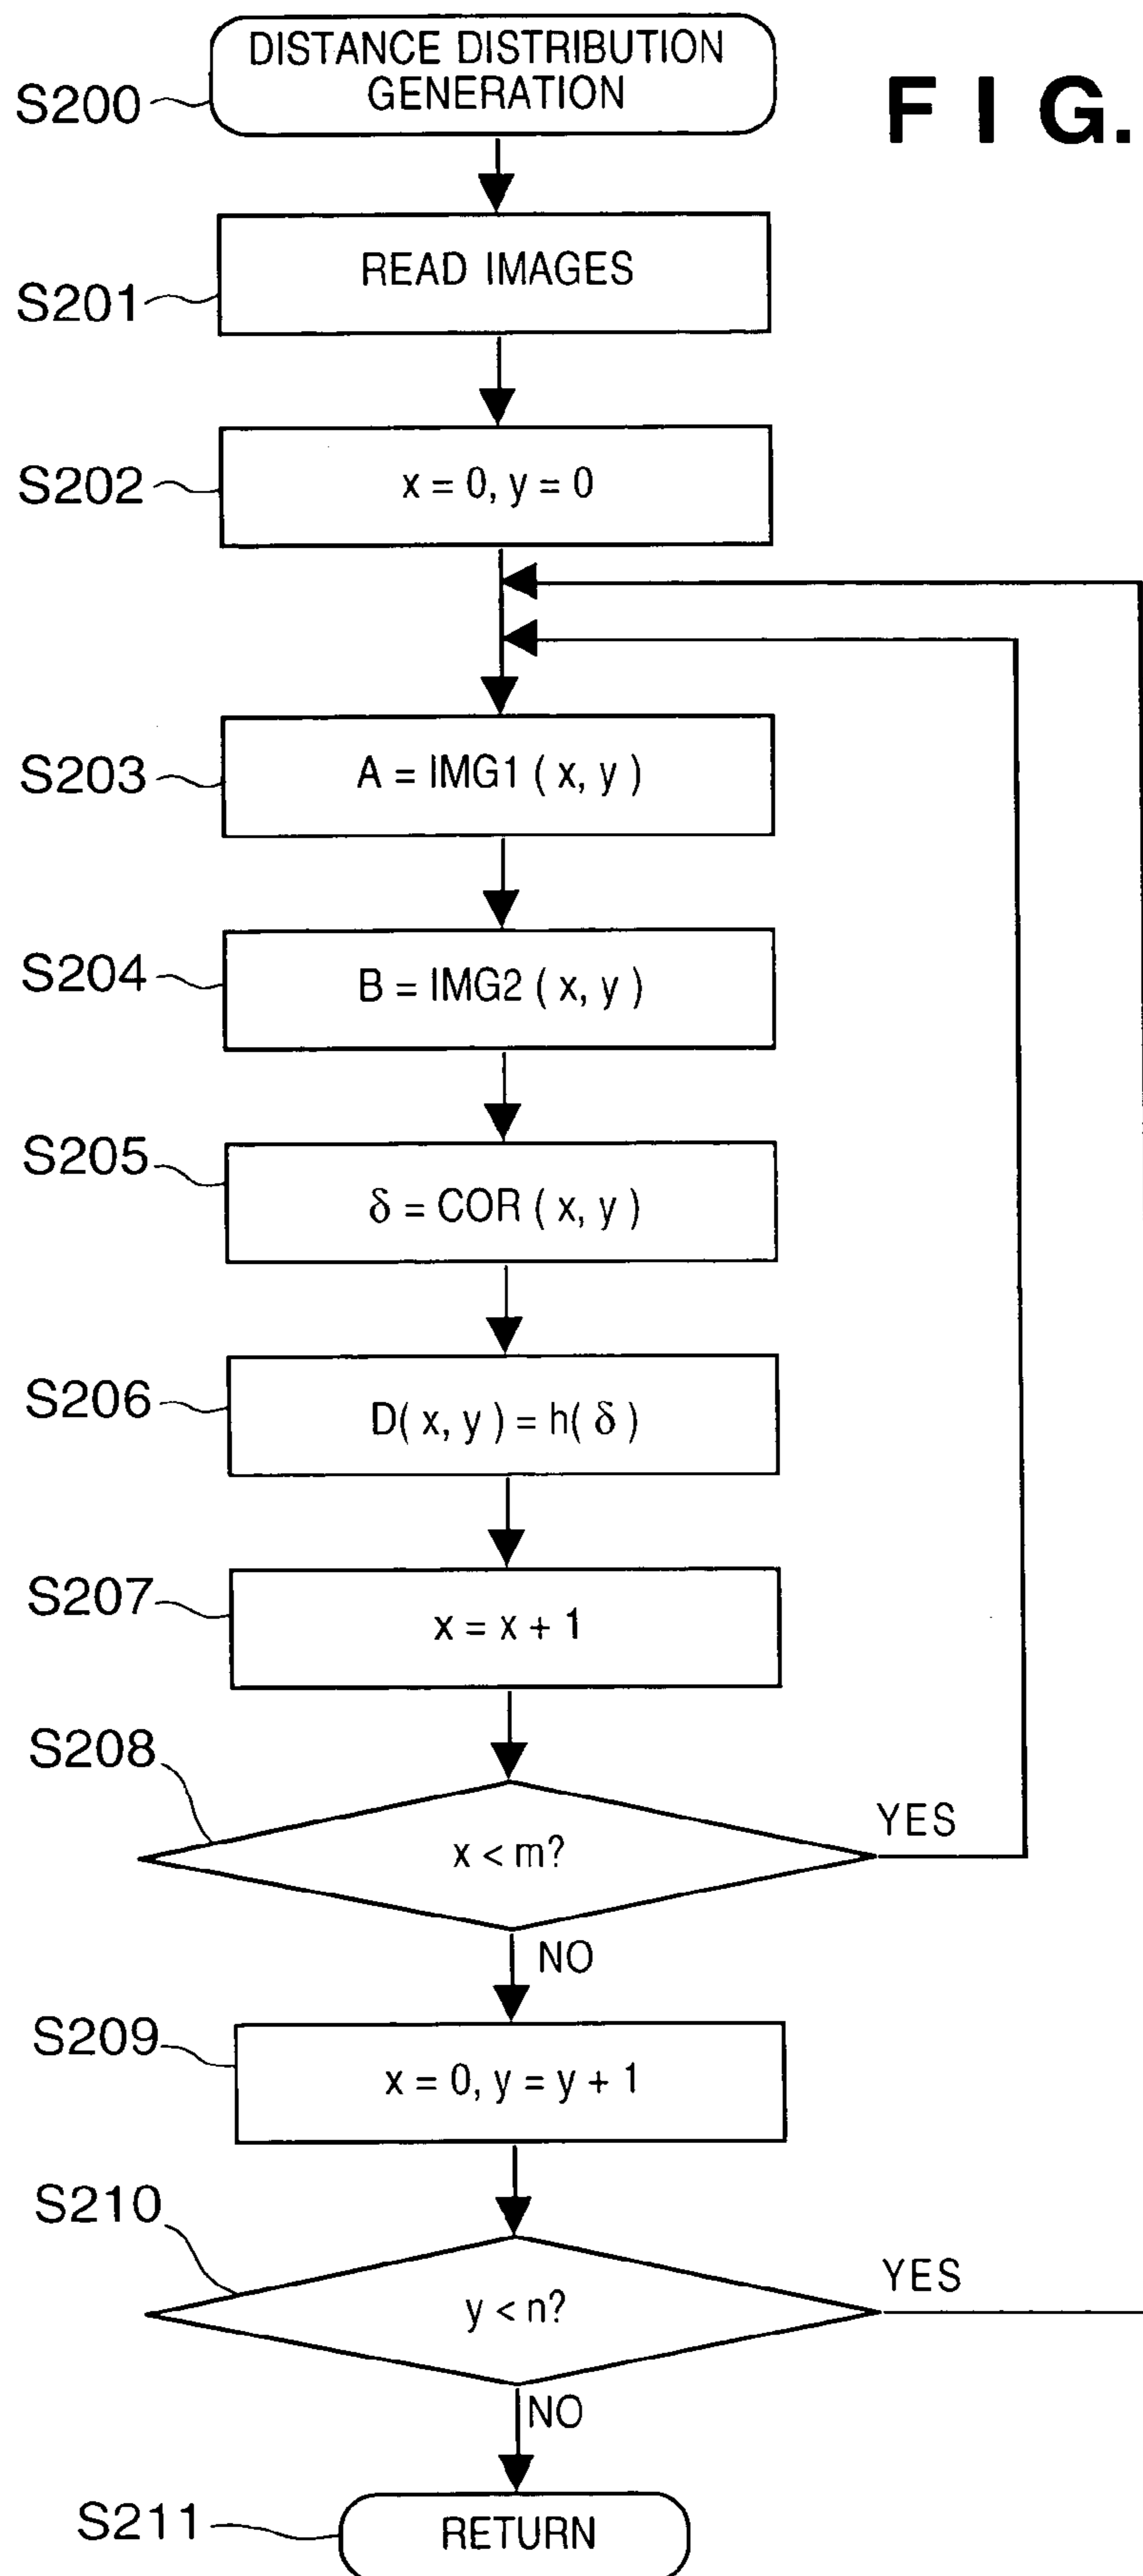 DISTANCE DISTRIBUTION
GENERATION
S200
F I G.
READ IMAGES
S201
x = 0, y = 0
S202
A = IMG1 ( x, y )
S203
B = IMG2 ( x, y )
S204
δ = COR ( x, y )
S205
D( x, y ) = h( δ )
S206
x = x + 1
S207
S208
x < m?
YES
NO
S209
x = 0, y = y + 1
S210
y < n?
YES
NO
S211
RETURN